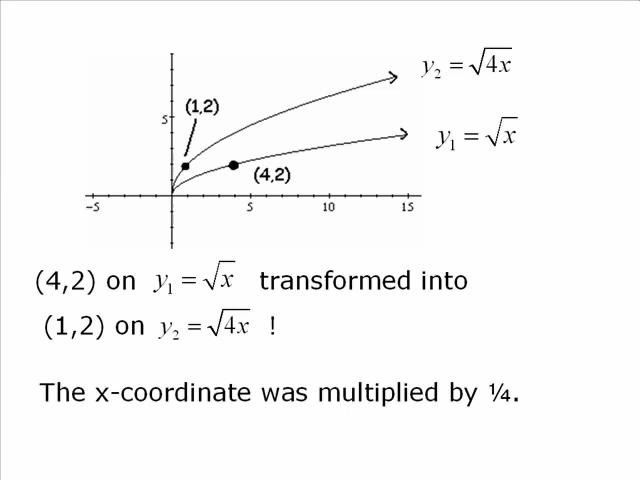 y₂ = √4x
(1,2)
5
y₁ = √x
(4,2)
-5 5 10 15
(4,2) on y₁ = √x transformed into
(1,2) on y₂ = √4x !
The x-coordinate was multiplied by ¼.